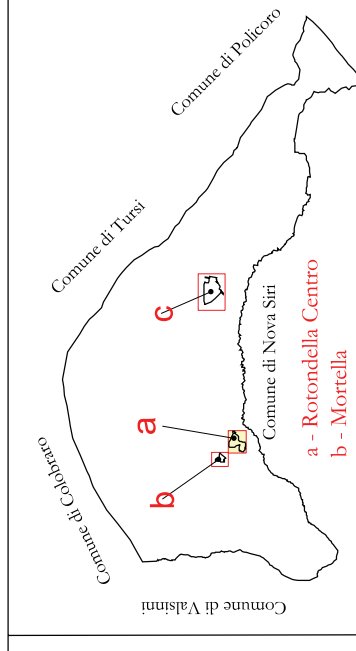 Comune di Policoro
Comune di Tursi
Comune di Colobraro
Comune di Valsinni
Comune di Nova Siri
c
a
b
a - Rotondella Centro
b - Mortella